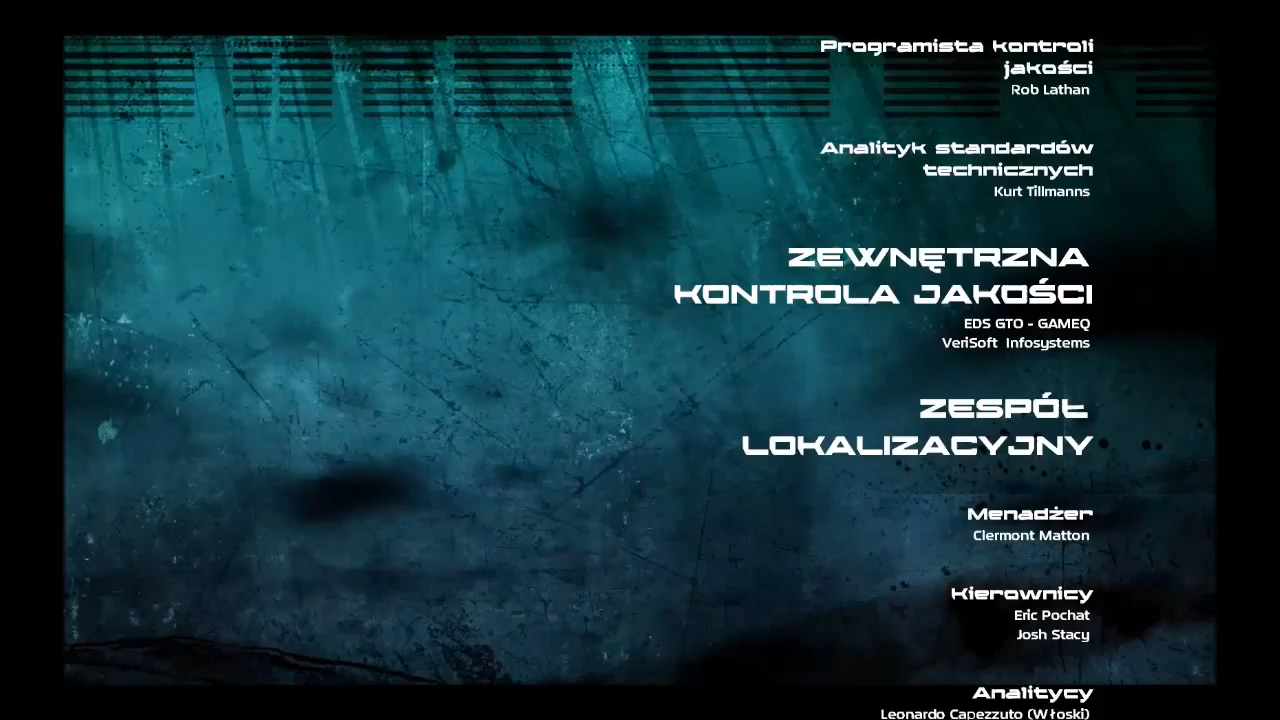 Programista kontroli
jakości
Rob Lathan
Analityk standardów
technicznych
Kurt Tillmanns
ZEWNĘTRZNA
KONTROLA JAKOŚCI
EDS GTO - GAMEQ
VeriSoft Infosystems
ZESPÓŁ
LOKALIZACYJNY
Menadżer
Clermont Matton
Kierownicy
Eric Pochat
Josh Stacy
Analitycy
Leonardo Capezzuto (Włoski)